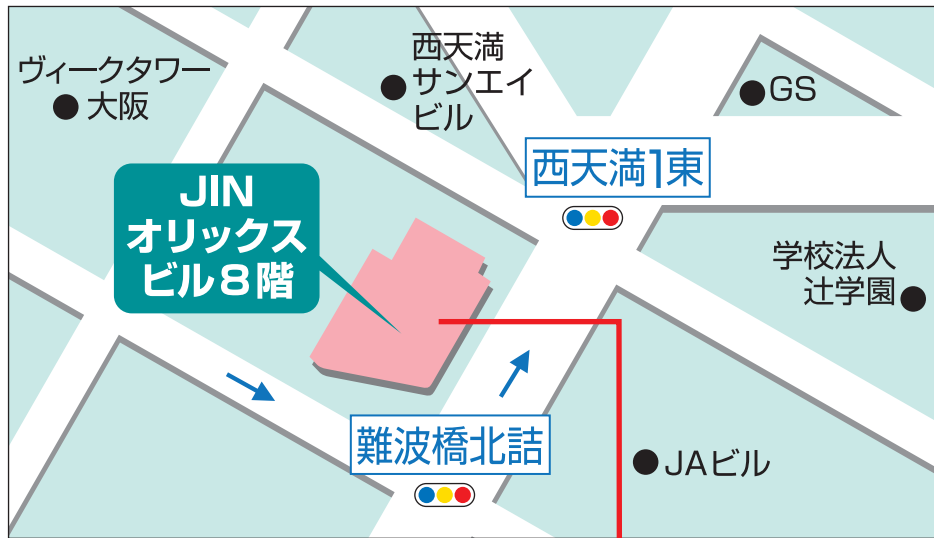 ヴィークタワー
大阪
西天満
サンエイ
ビル
GS
西天満1東
JIN
オリックス
ビル8階
学校法人
辻学園
難波橋北詰
JAビル